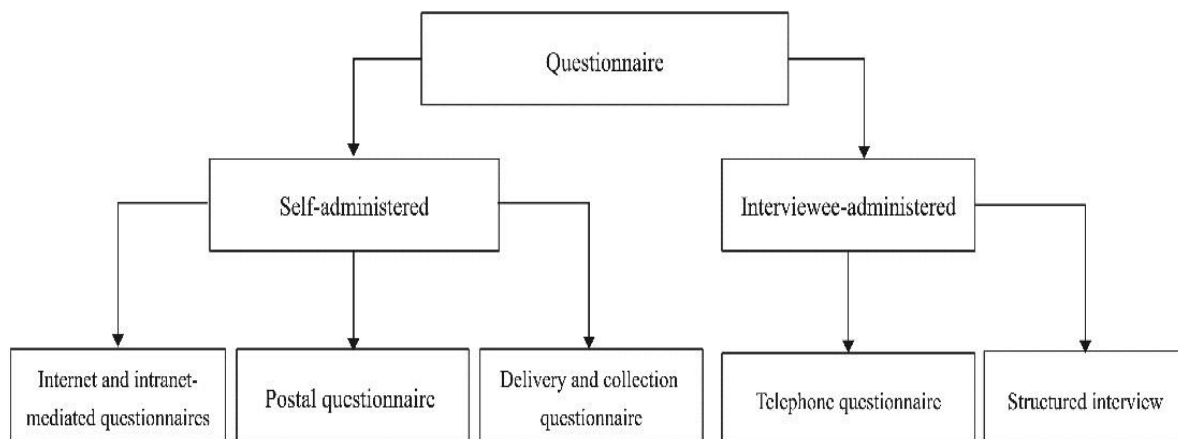 Questionnaire
Self-administered
Interviewee-administered
Internet and intranet-
mediated questionnaires
Postal questionnaire
Delivery and collection
questionnaire
Telephone questionnaire
Structured interview